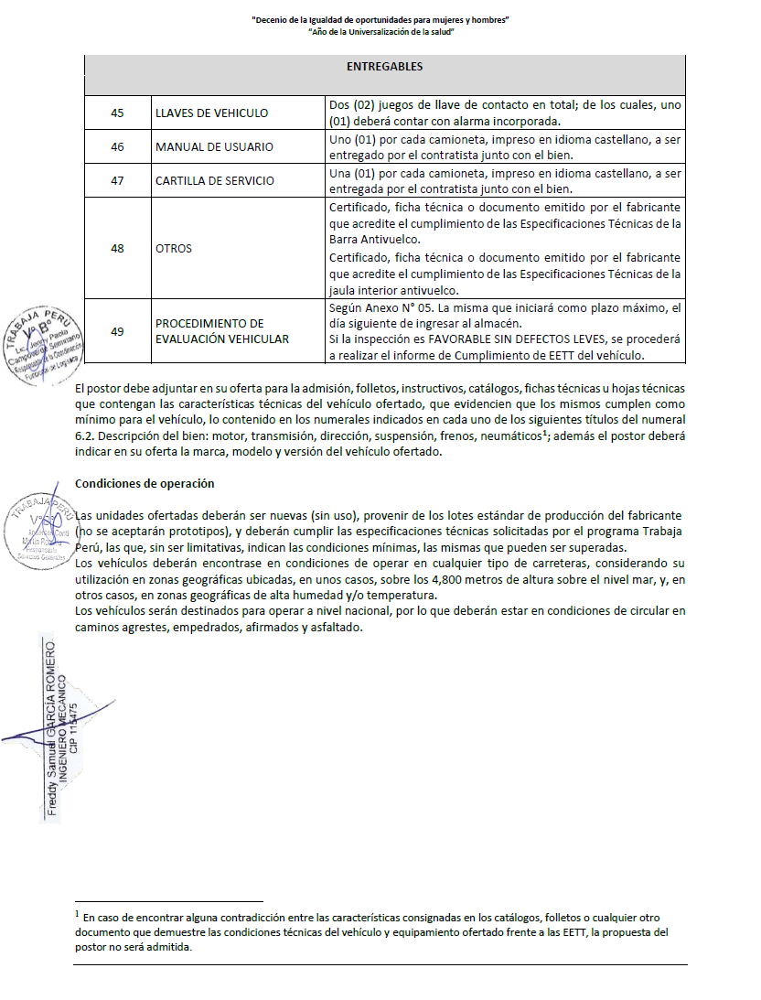 "Decenio de la Igualdad de oportunidades para mujeres y hombres"
"Año de la Universalización de la salud"
ENTREGABLES
45 LLAVES DE VEHICULO Dos (02) juegos de llave de contacto en total; de los cuales, uno
(01) deberá contar con alarma incorporada.
46 MANUAL DE USUARIO Uno (01) por cada camioneta, impreso en idioma castellano, a ser
entregado por el contratista junto con el bien.
47 CARTILLA DE SERVICIO Una (01) por cada camioneta, impreso en idioma castellano, a ser
entregada por el contratista junto con el bien.
48 OTROS Certificado, ficha técnica o documento emitido por el fabricante
que acredite el cumplimiento de las Especificaciones Técnicas de la
Barra Antivuelco.
Certificado, ficha técnica o documento emitido por el fabricante
que acredite el cumplimiento de las Especificaciones Técnicas de la
jaula interior antivuelco.
49 PROCEDIMIENTO DE
EVALUACIÓN VEHICULAR
Según Anexo N° 05. La misma que iniciará como plazo máximo, el
día siguiente de ingresar al almacén.
Si la inspección es FAVORABLE SIN DEFECTOS LEVES, se procederá
a realizar el informe de Cumplimiento de EETT del vehículo.
TRABAJA PERÚ
V°B°
Lic. Jenny Paola
Campoverde Seminario
Responsable de la Coordinación
Funcional de Logística
El postor debe adjuntar en su oferta para la admisión, folletos, instructivos, catálogos, fichas técnicas u hojas técnicas
que contengan las características técnicas del vehículo ofertado, que evidencien que los mismos cumplen como
mínimo para el vehículo, lo contenido en los numerales indicados en cada uno de los siguientes títulos del numeral
6.2. Descripción del bien: motor, transmisión, dirección, suspensión, frenos, neumáticos¹; además el postor deberá
indicar en su oferta la marca, modelo y versión del vehículo ofertado.
Condiciones de operación
TRABAJA PERÚ
Responsable
Servicios Generales
Las unidades ofertadas deberán ser nuevas (sin uso), provenir de los lotes estándar de producción del fabricante
(no se aceptarán prototipos), y deberán cumplir las especificaciones técnicas solicitadas por el programa Trabaja
Perú, las que, sin ser limitativas, indican las condiciones mínimas, las mismas que pueden ser superadas.
Los vehículos deberán encontrase en condiciones de operar en cualquier tipo de carreteras, considerando su
utilización en zonas geográficas ubicadas, en unos casos, sobre los 4,800 metros de altura sobre el nivel mar, y, en
otros casos, en zonas geográficas de alta humedad y/o temperatura.
Los vehículos serán destinados para operar a nivel nacional, por lo que deberán estar en condiciones de circular en
caminos agrestes, empedrados, afirmados y asfaltado.
Freddy Samuel GARCÍA ROMERO
INGENIERO MECÁNICO
CIP 115475
¹ En caso de encontrar alguna contradicción entre las características consignadas en los catálogos, folletos o cualquier otro
documento que demuestre las condiciones técnicas del vehículo y equipamiento ofertado frente a las EETT, la propuesta del
postor no será admitida.